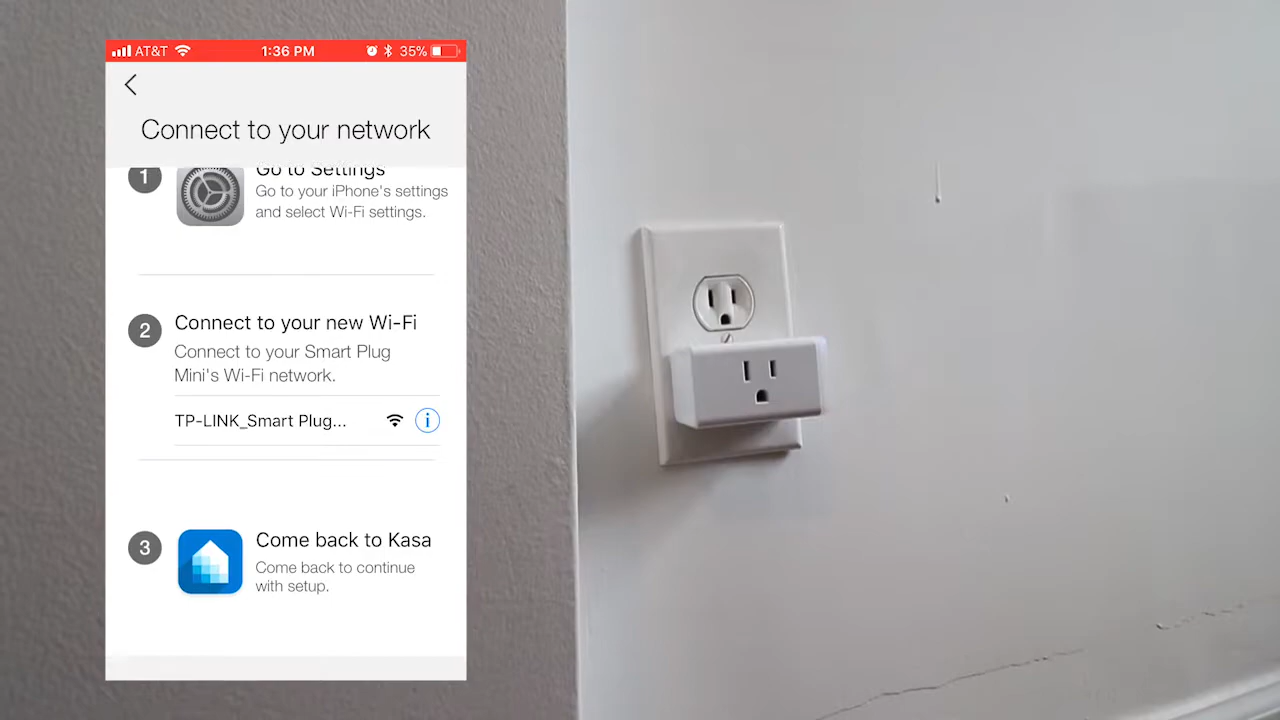 AT&T 1:36 PM 35%
Connect to your network
1 Go to Settings
Go to your iPhone's settings
and select Wi-Fi settings.
2 Connect to your new Wi-Fi
Connect to your Smart Plug
Mini's Wi-Fi network.
TP-LINK_Smart Plug...
3 Come back to Kasa
Come back to continue
with setup.